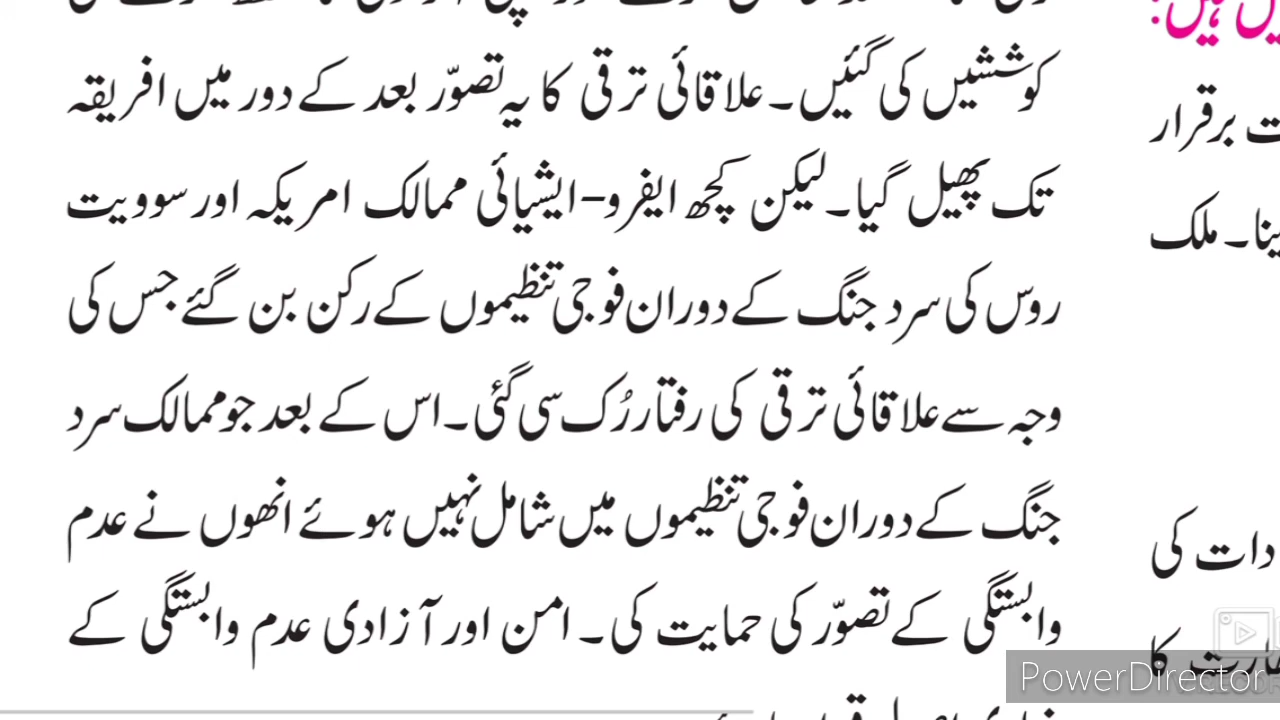 کوششیں کی گئیں۔ علاقائی ترقی کا یہ تصوّر بعد کے دور میں افریقہ
تک پھیل گیا۔ لیکن کچھ ایفرو-ایشیائی ممالک امریکہ اور سوویت
روس کی سرد جنگ کے دوران فوجی تنظیموں کے رکن بن گئے جس کی
وجہ سے علاقائی ترقی کی رفتار رُک سی گئی۔ اس کے بعد جو ممالک سرد
جنگ کے دوران فوجی تنظیموں میں شامل نہیں ہوئے انھوں نے عدم
وابستگی کے تصوّر کی حمایت کی۔ امن اور آزادی عدم وابستگی کے
ت برقرار
ملک
دات کی
کا
PowerDirector